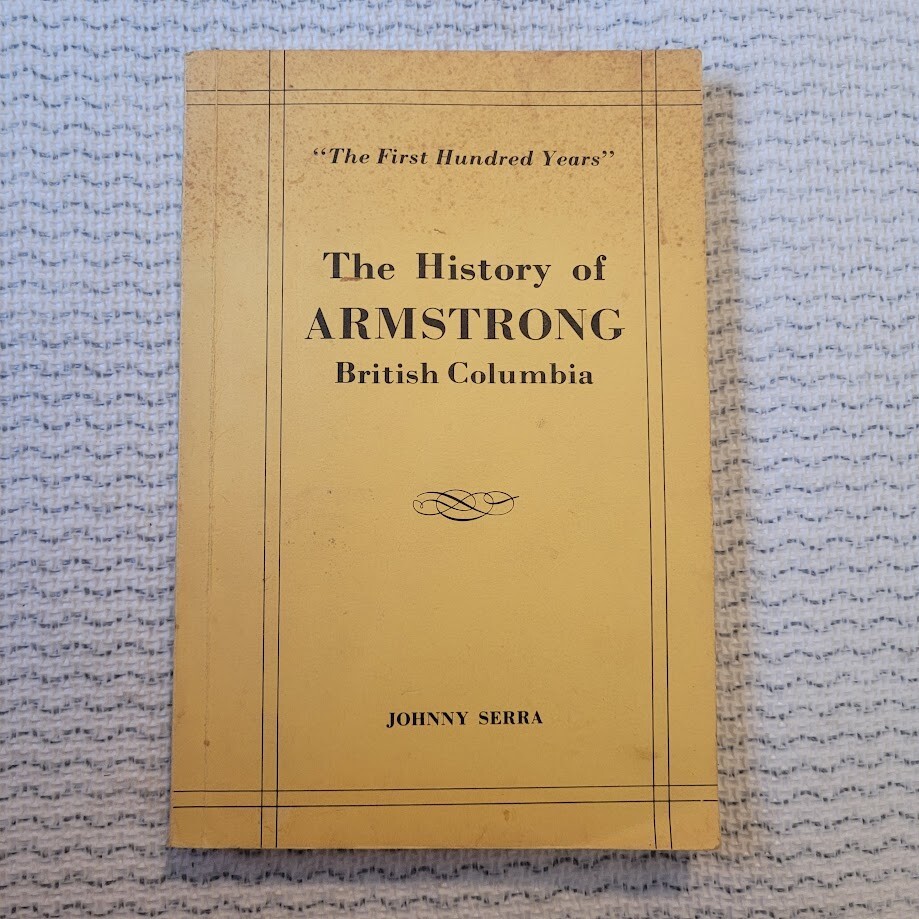 “The First Hundred Years”
The History of
ARMSTRONG
British Columbia
JOHNNY SERRA